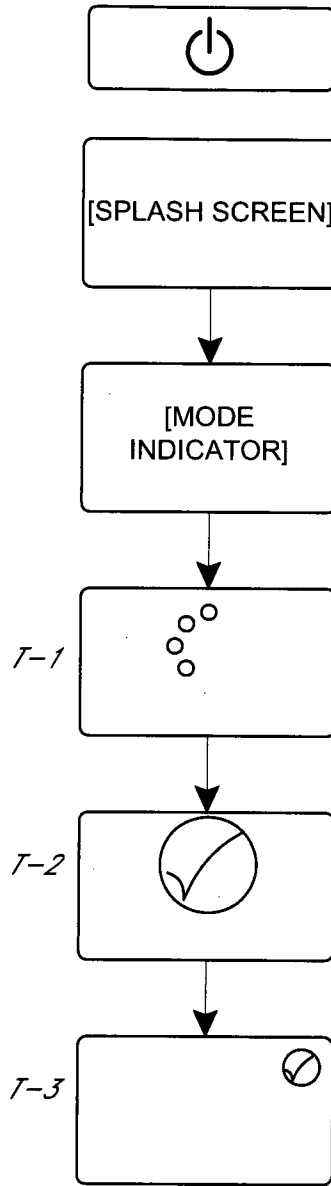 [SPLASH SCREEN]
[MODE
INDICATOR]
T-1
T-2
T-3